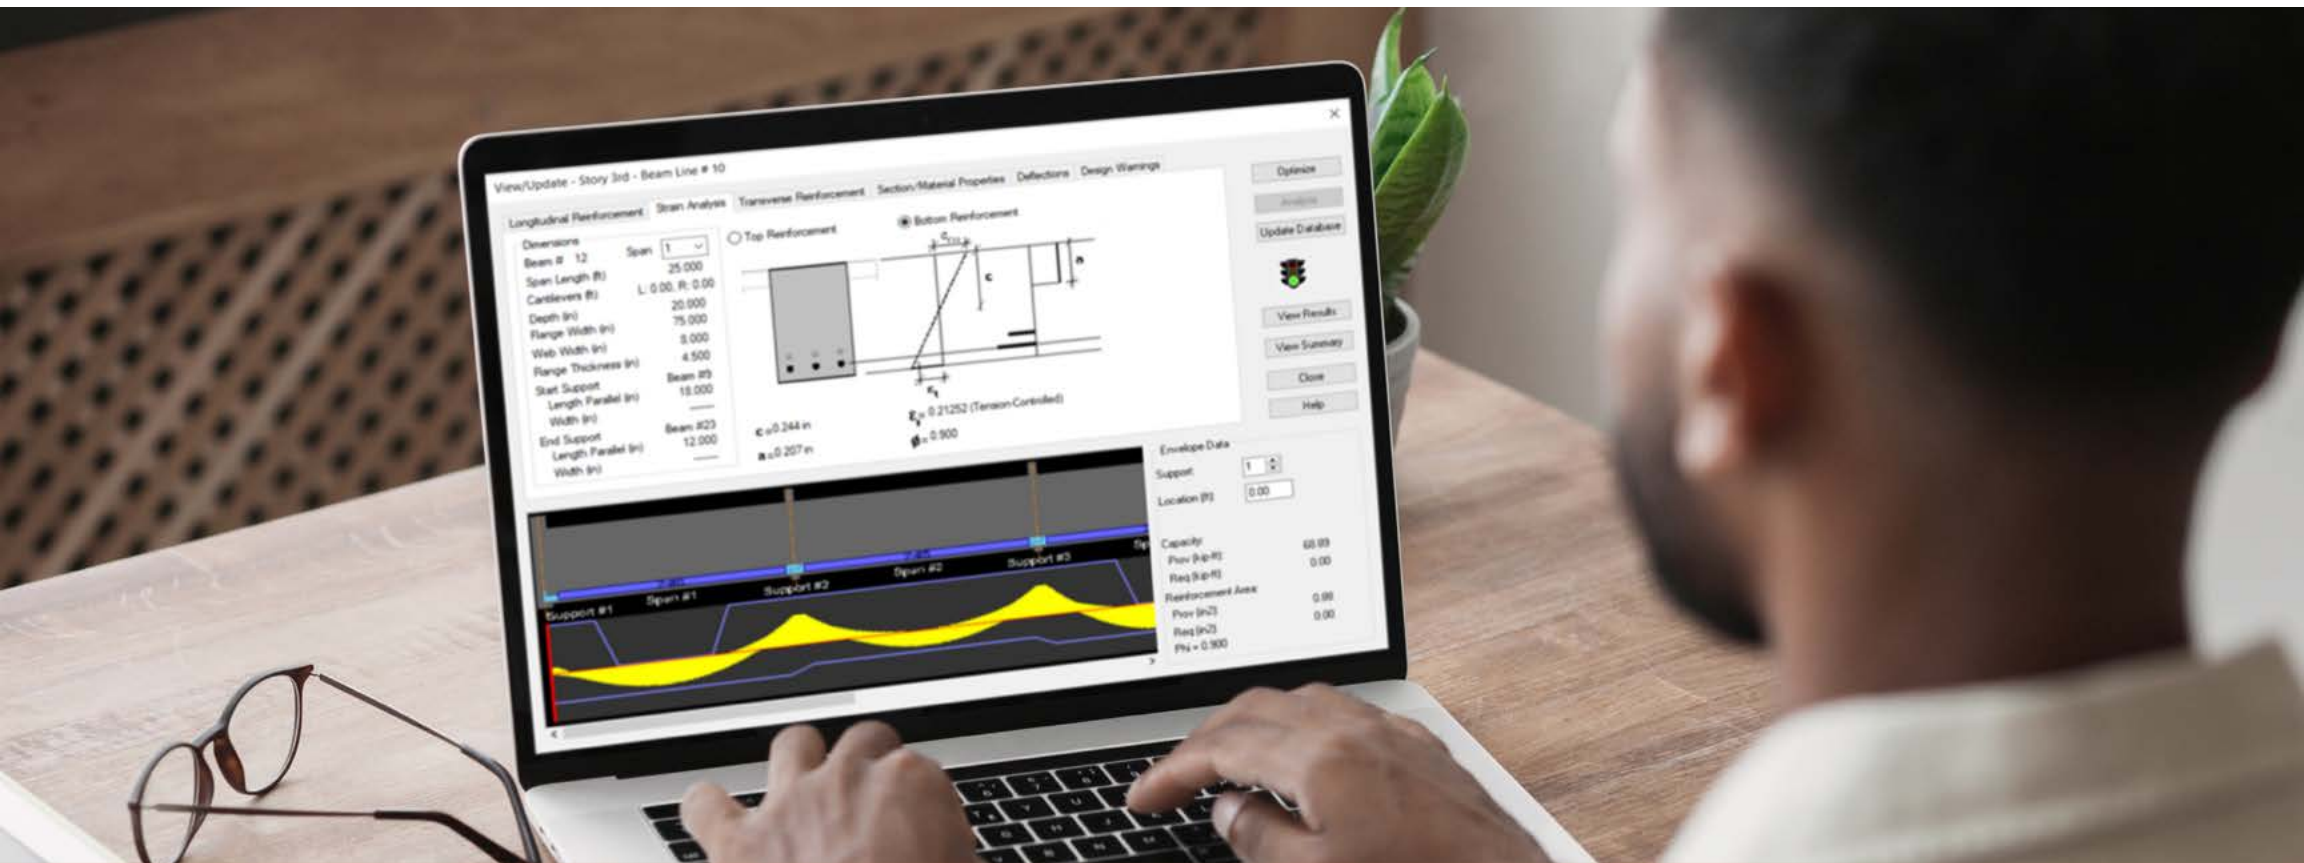 View/Update - Story 3rd - Beam Line # 10
Longitudinal Reinforcement Strain Analysis Transverse Reinforcement Section/Material Properties Deflections Design Warnings
Dimensions
Beam # 12 Span 1
Span Length (ft) 25.000
Cantilevers (ft) L: 0.00, R: 0.00
Depth (in) 20.000
Flange Width (in) 75.000
Web Width (in) 8.000
Flange Thickness (in) 4.500
Start Support Beam #9
Length Parallel (in) 18.000
Width (in) -----
End Support Beam #23
Length Parallel (in) 12.000
Width (in) -----
Top Reinforcement
Bottom Reinforcement
c
a
c = 0.244 in
a = 0.207 in
0.21252 (Tension-Controlled)
= 0.900
Optimize
Analyze
Update Database
View Results
View Summary
Close
Help
Support #1 Span #1 Support #2 Span #2 Support #3 Sp
Envelope Data
Support: 1
Location (ft): 0.00
Capacity:
Prov (kip-ft): 68.89
Req (kip-ft): 0.00
Reinforcement Area:
Prov (in2): 0.88
Req (in2): 0.00
Phi = 0.900